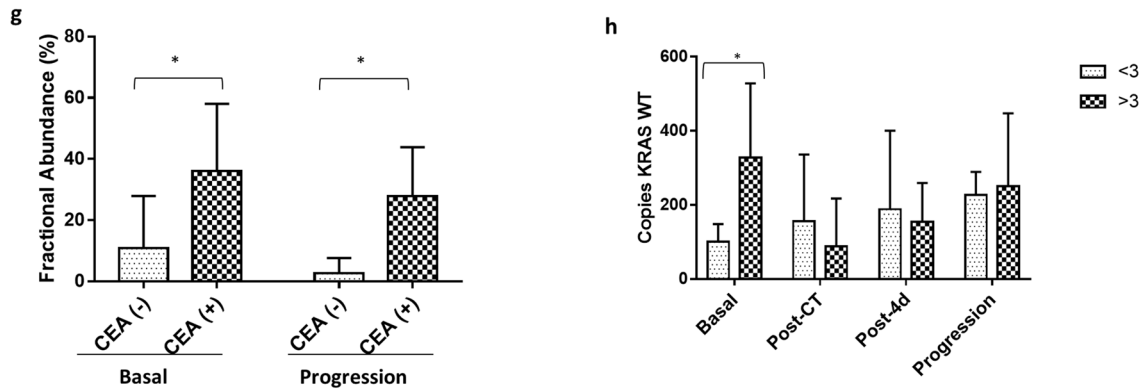 g
Fractional Abundance (%)
80
60
40
20
0
*
*
CEA (-)
CEA (+)
CEA (-)
CEA (+)
Basal
Progression
h
Copies KRAS WT
600
400
200
0
*
Basal
Post-CT
Post-4d
Progression
<3
>3